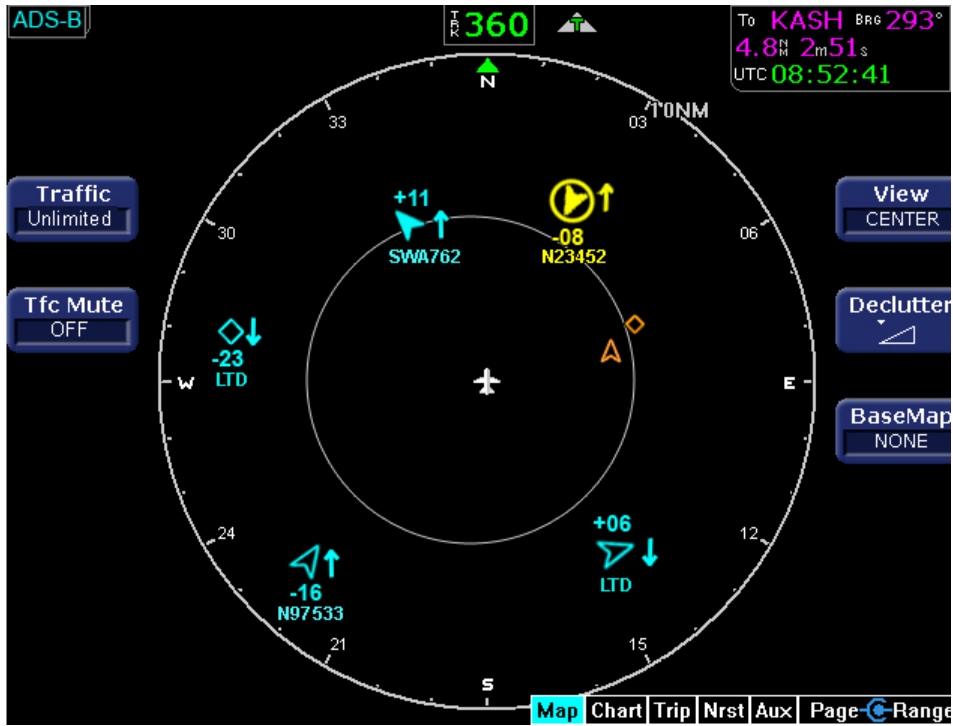 ADS-B
TRK 360
T
To KASH BRG 293°
4.8NM 2m51s
UTC 08:52:41
N
33
03
10NM
Traffic
Unlimited
View
CENTER
+11
SWA762
-08
N23452
30
06
Tfc Mute
OFF
Declutter
-23
LTD
W
E
BaseMap
NONE
24
12
+06
LTD
-16
N97533
21
15
S
Map Chart Trip Nrst Aux Page Range